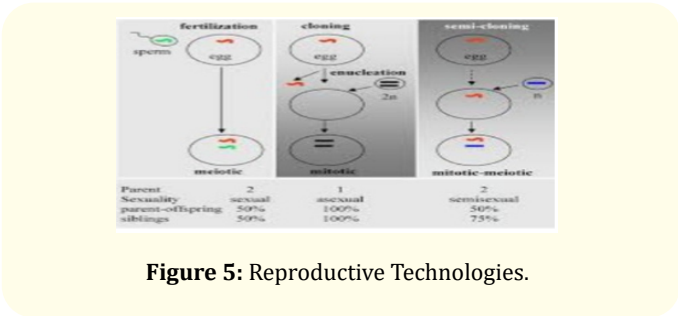 fertilization cloning semi-cloning
sperm egg egg egg
enucleation
2n n
meiotic mitotic mitotic-meiotic
Parent 2 1 2
Sexuality sexual asexual semisexual
parent-offspring 50% 100% 50%
siblings 50% 100% 75%
Figure 5: Reproductive Technologies.